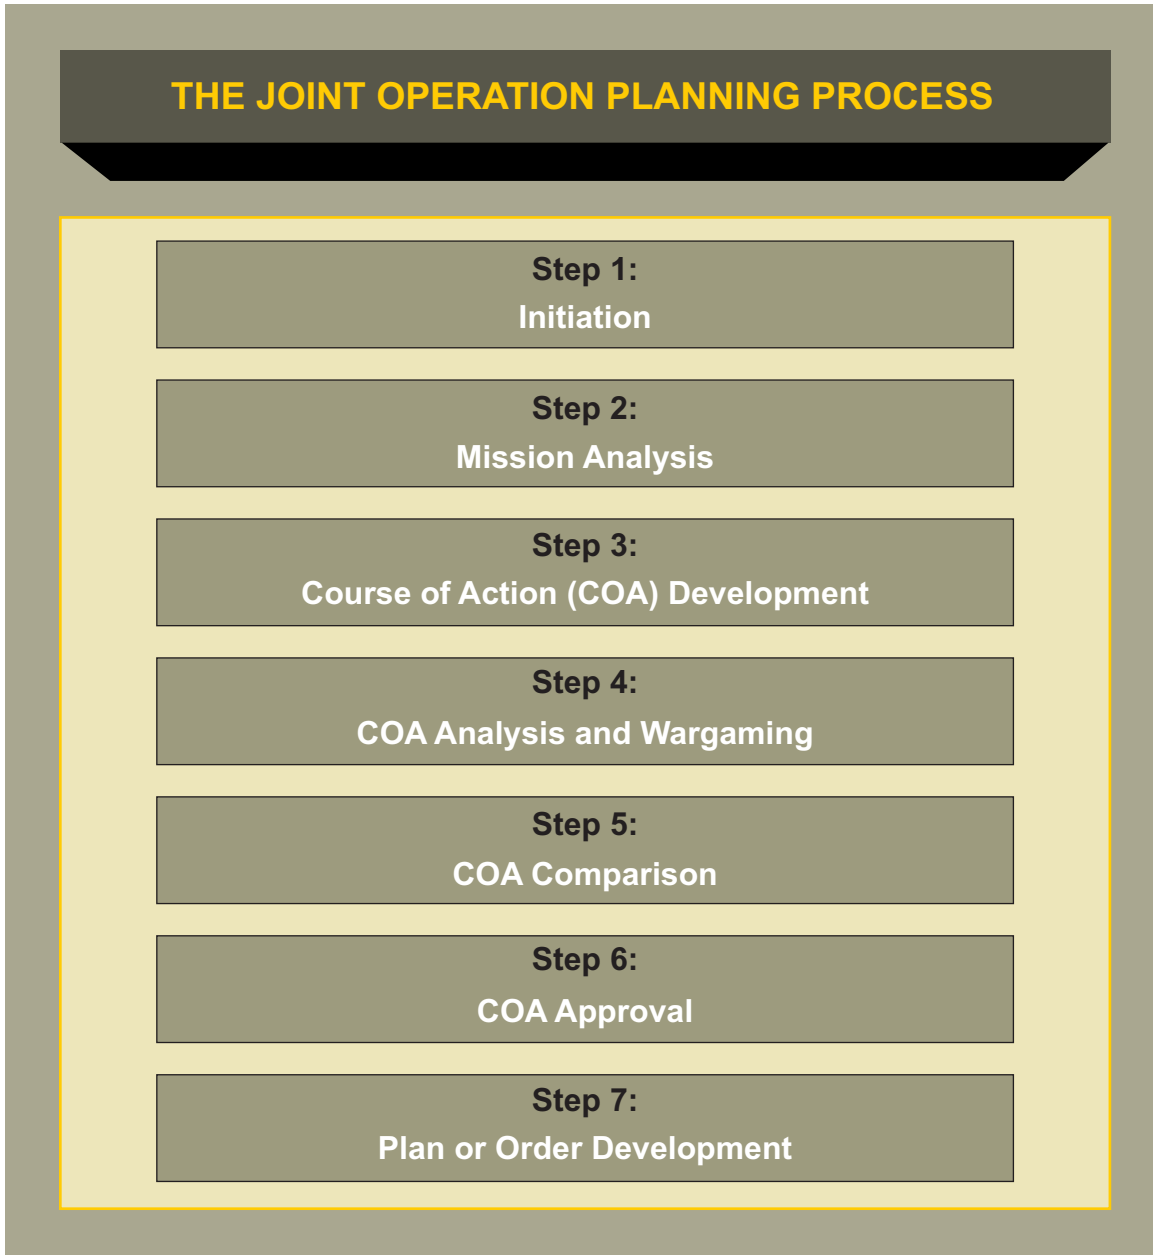 THE JOINT OPERATION PLANNING PROCESS
Step 1:
Initiation
Step 2:
Mission Analysis
Step 3:
Course of Action (COA) Development
Step 4:
COA Analysis and Wargaming
Step 5:
COA Comparison
Step 6:
COA Approval
Step 7:
Plan or Order Development